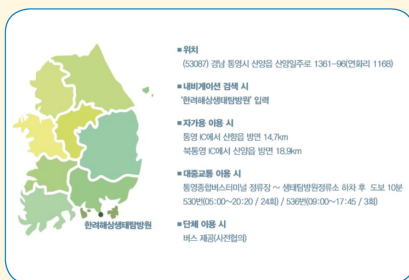 ■ 위치
(53087) 경남 통영시 산양읍 산양일주로 1361-96(연화리 1168)
■ 내비게이션 검색 시
'한려해상생태탐방원' 입력
■ 자가용 이용 시
통영 IC에서 산양읍 방면 14.7km
북통영 IC에서 산양읍 방면 18.9km
■ 대중교통 이용 시
통영종합버스터미널 정류장 ~ 생태탐방원정류소 하차 후 도보 10분
530번(05:00~20:20 / 24회) / 536번(09:00~17:45 / 3회)
■ 단체 이용 시
버스 제공(사전협의)
한려해상생태탐방원